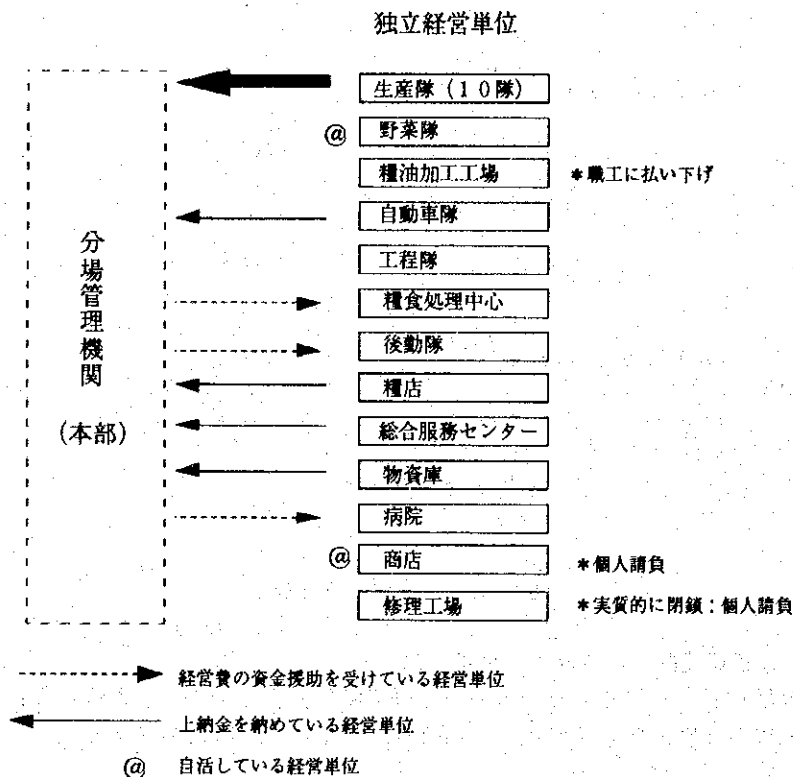 独立経営単位
生産隊（１０隊）
@ 野菜隊
糧油加工工場 ＊職工に払い下げ
自動車隊
工程隊
糧食処理中心
後勤隊
糧店
総合服務センター
物資庫
病院
@ 商店 ＊個人請負
修理工場 ＊実質的に閉鎖：個人請負
分場管理機関
（本部）
経営費の資金援助を受けている経営単位
上納金を納めている経営単位
@ 自活している経営単位